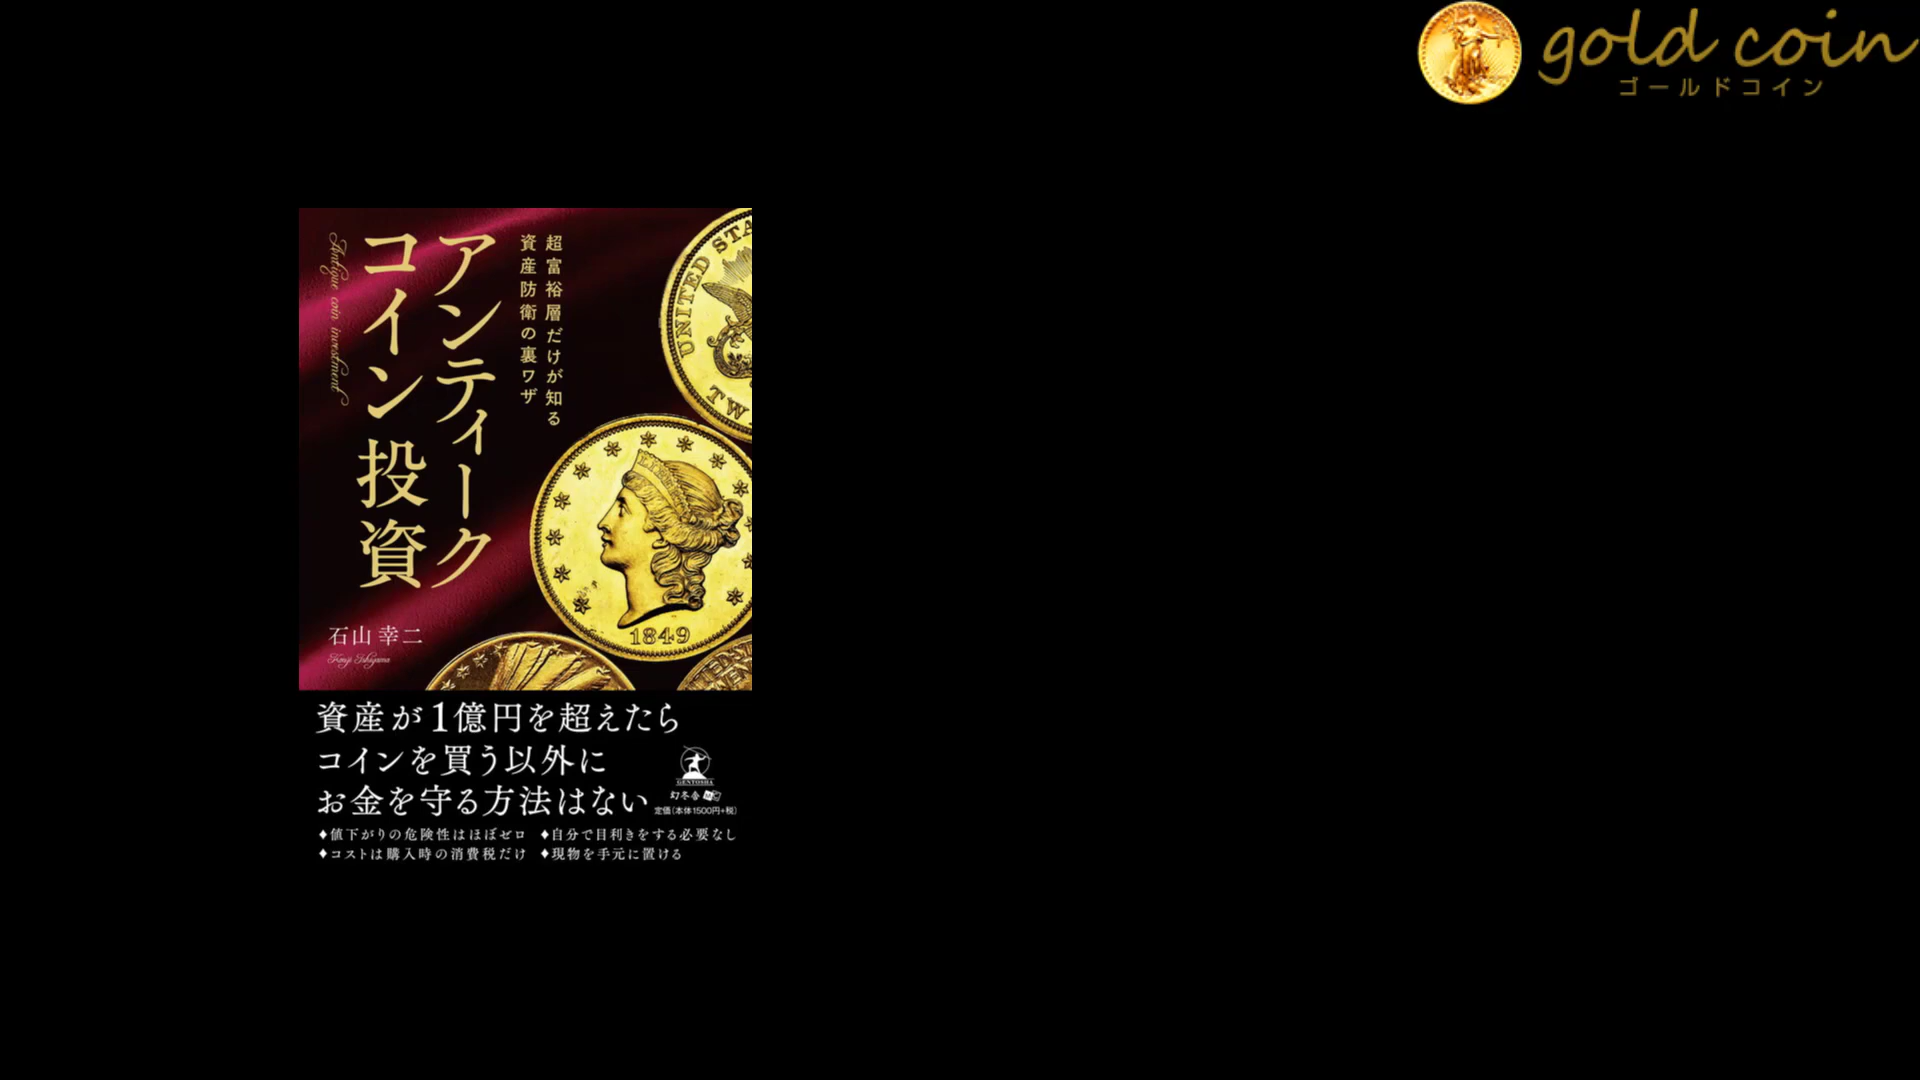 gold coin
ゴールドコイン
超富裕層だけが知る
資産防衛の裏ワザ
アンティーク
コイン投資
Antique coin investment
石山 幸二
Kouji Ishiyama
UNITED STA
TW
LIBERTY
1849
資産が1億円を超えたら
コインを買う以外に
お金を守る方法はない
GENTOSHA
幻冬舎
定価(本体1500円+税)
♦値下がりの危険性はほぼゼロ ♦自分で目利きをする必要なし
♦コストは購入時の消費税だけ ♦現物を手元に置ける